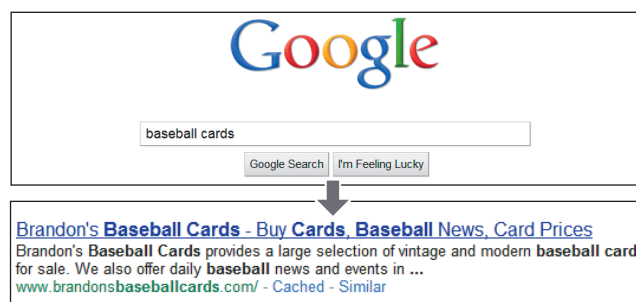 Google
baseball cards
Google Search I'm Feeling Lucky
Brandon's Baseball Cards - Buy Cards, Baseball News, Card Prices
Brandon's Baseball Cards provides a large selection of vintage and modern baseball card
for sale. We also offer daily baseball news and events in ...
www.brandonsbaseballcards.com/ - Cached - Similar